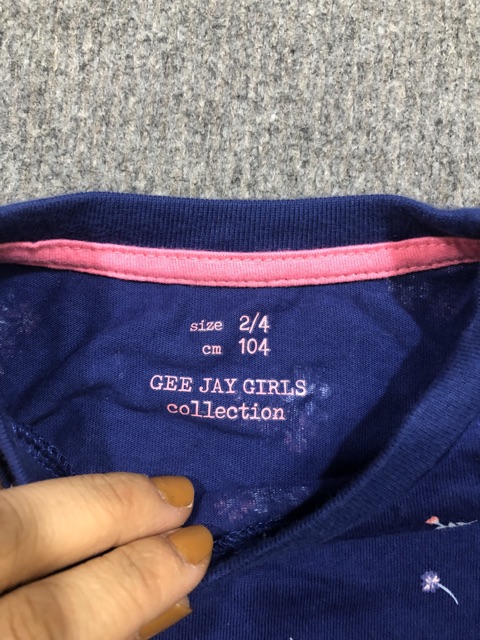 size 2/4
cm 104
GEE JAY GIRLS
collection